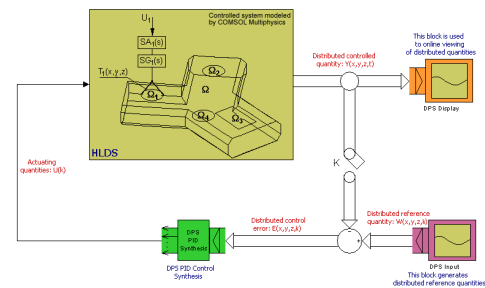 Controlled system modeled
by COMSOL Multiphysics
U1
SA1(s)
SG1(s)
T1(x,y,z)
Ω1
Ω2
Ω
Ω3
Ω4
HLDS
Distributed controlled
quantity: Y(x,y,z,t)
This block is used
to online viewing
of distributed quantities
DPS Display
K
Actuating
quantities: U(k)
DPS
PID
Synthesis
DPS PID Control
Synthesis
Distributed control
error: E(x,y,z,k)
-
+
Distributed reference
quantity: W(x,y,z,k)
DPS Input
This block generates
distributed reference quantities